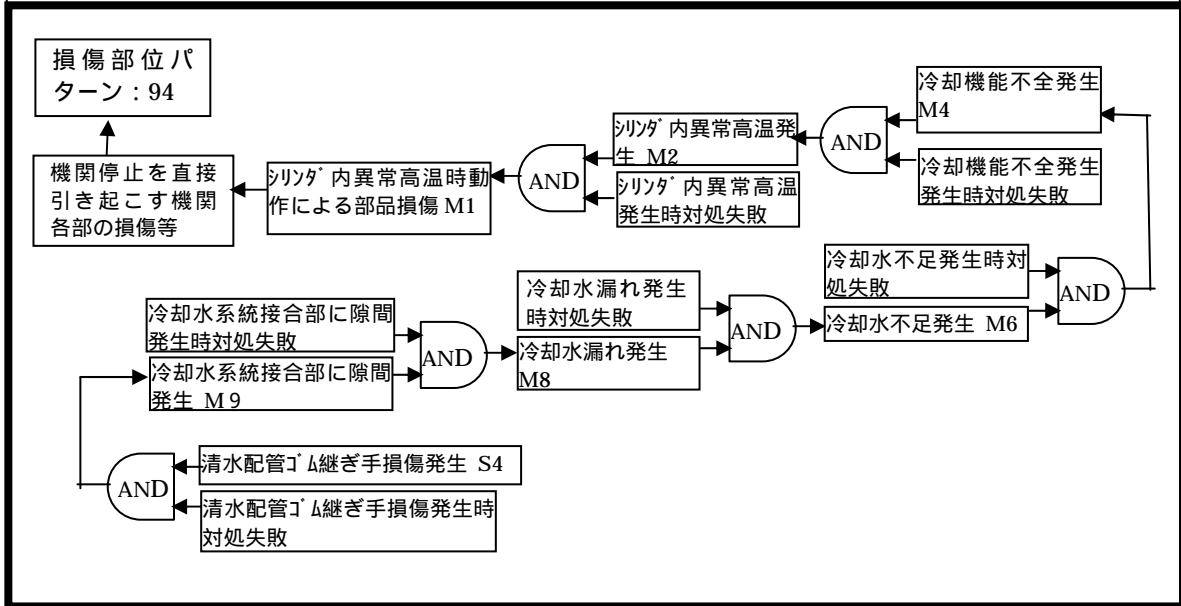 損傷部位パ
ターン：94
機関停止を直接
引き起こす機関
各部の損傷等
ｼﾘﾝﾀﾞ内異常高温時動
作による部品損傷 M1
AND
ｼﾘﾝﾀﾞ内異常高温発
生 M2
ｼﾘﾝﾀﾞ内異常高温
発生時対処失敗
AND
冷却機能不全発生
M4
冷却機能不全発生
発生時対処失敗
冷却水系統接合部に隙間
発生時対処失敗
冷却水系統接合部に隙間
発生 M9
AND
冷却水漏れ発生
時対処失敗
冷却水漏れ発生
M8
AND
冷却水不足発生時対
処失敗
冷却水不足発生 M6
AND
AND
清水配管ｺﾞﾑ継ぎ手損傷発生 S4
清水配管ｺﾞﾑ継ぎ手損傷発生時
対処失敗